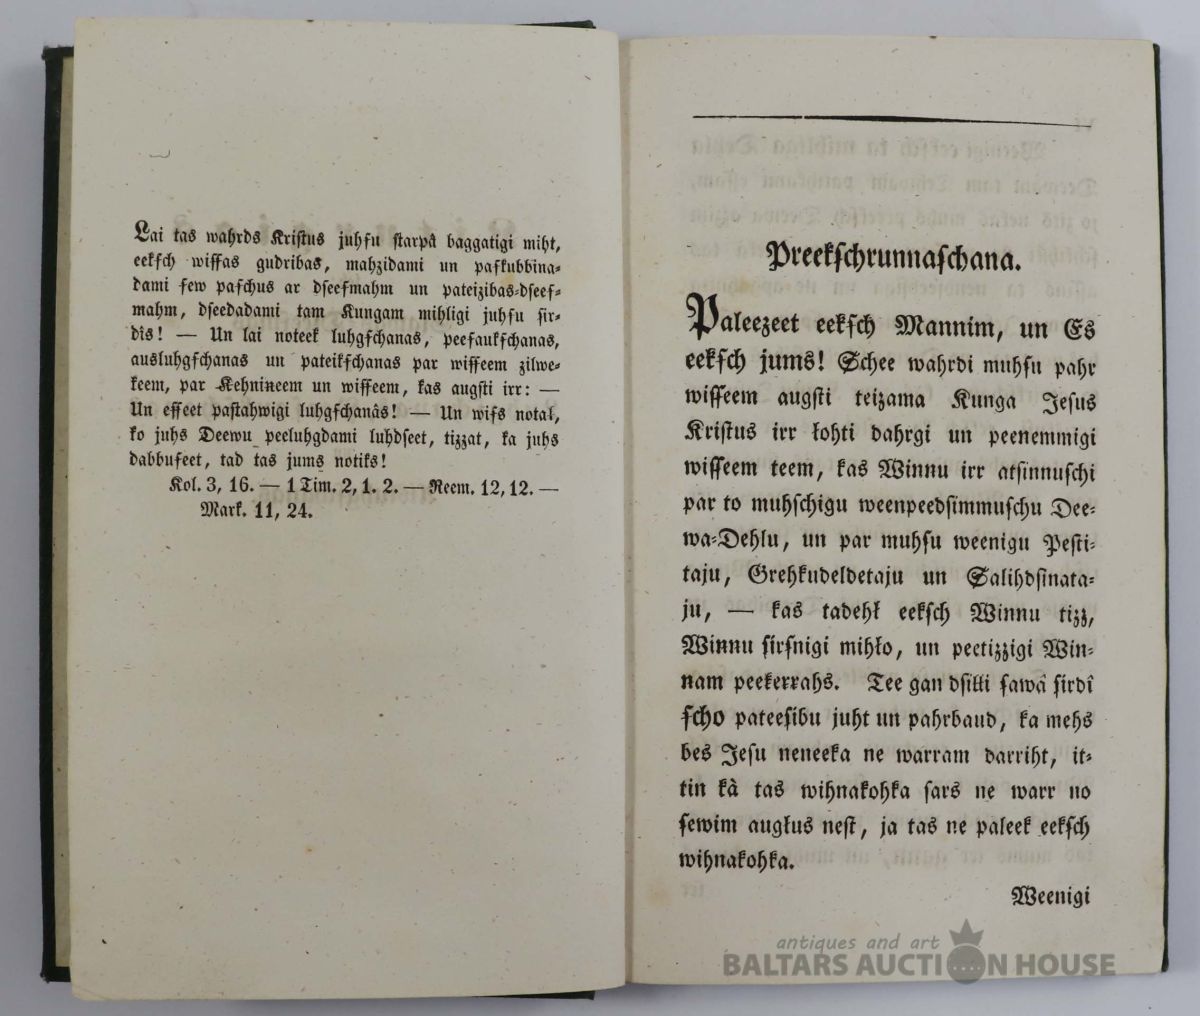 Lai tas wahrds Kristus juhſu ſtarpâ baggatigi miht,
eekſch wiſſas gudribas, mahzidami un paſkubbina-
dami ſew paſchus ar dſeeſmahm un pateizibas-dſeeſ-
mahm, dſeedadami tam Kungam mihligi juhſu ſir-
dîs! — Un lai noteek luhgſchanas, peeſaukſchanas,
ausluhgſchanas un pateikſchanas par wiſſeem zilwe-
keem, par Kehnineem un wiſſeem, kas augſti irr: —
Un eſſeet paſtahwigi luhgſchanâs! — Un wiſs notał,
ko juhs Deewu peeluhgdami luhdſeet, tizzat, ka juhs
dabbuſeet, tad tas jums notiks!
Kol. 3, 16. — 1 Tim. 2, 1. 2. — Reem. 12, 12. —
Mark. 11, 24.
Preekſchrunnaſchana.
Paleezeet eekſch Mannim, un Es
eekſch jums! Schee wahrdi muhſu pahr
wiſſeem augſti teizama Kunga Jesus
Kristus irr łohti dahrgi un peenemmigi
wiſſeem teem, kas Winnu irr atſinnuſchi
par to muhſchigu weenpeedſimmuſchu Dee-
wa-Dehlu, un par muhſu weenigu Peſti-
taju, Grehkudeldetaju un Salihdſinata-
ju, — kas tadehł eekſch Winnu tizz,
Winnu ſirſnigi mihło, un peetizzigi Win-
nam peekerrahs. Tee gan dſilli ſawâ ſirdî
ſcho pateeſibu juht un pahrbaud, ka mehs
bes Jeſu neneeka ne warram darriht, it-
tin kà tas wihnakohka ſars ne warr no
ſewim augłus neſt, ja tas ne paleek eekſch
wihnakohka.
Weenigi
antiques and art
BALTARS AUCTION HOUSE